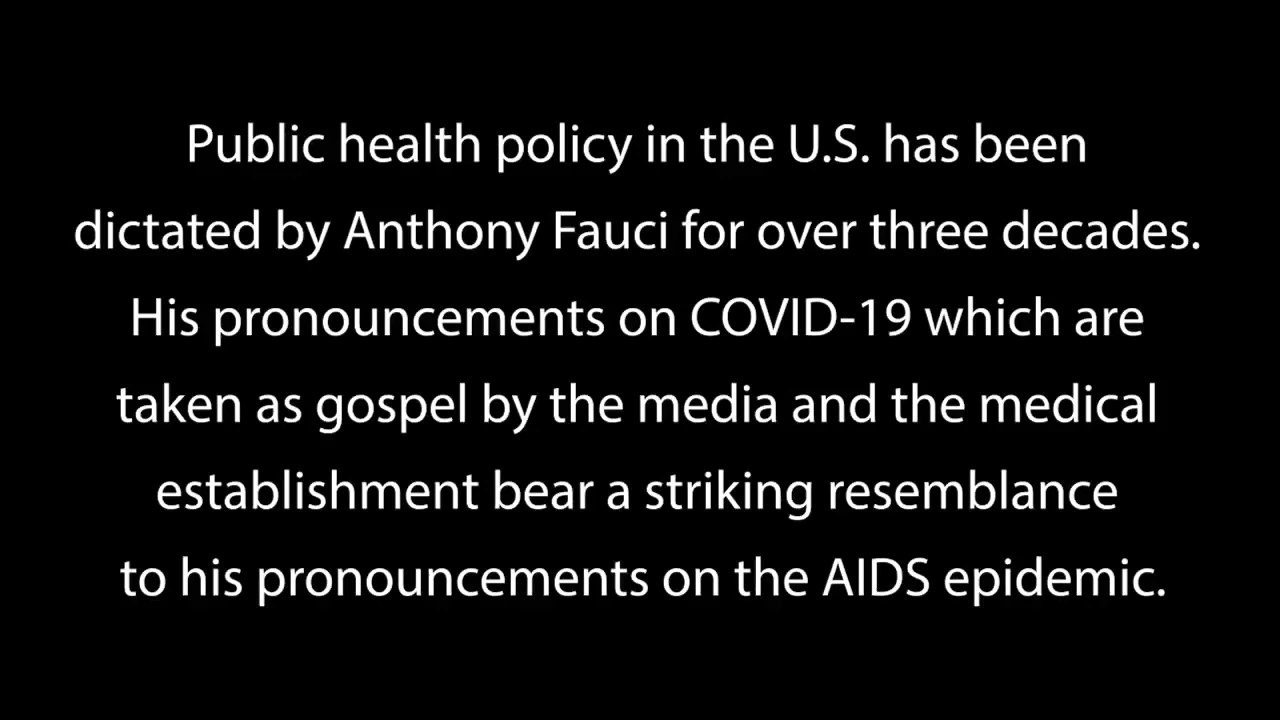 Public health policy in the U.S. has been
dictated by Anthony Fauci for over three decades.
His pronouncements on COVID-19 which are
taken as gospel by the media and the medical
establishment bear a striking resemblance
to his pronouncements on the AIDS epidemic.